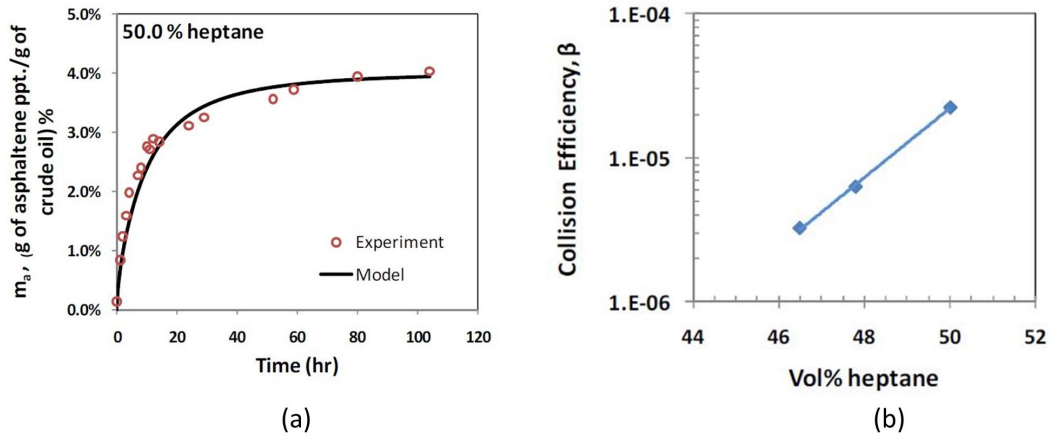 5.0%
4.0%
3.0%
2.0%
1.0%
0.0%
50.0 % heptane
mₐ, (g of asphaltene ppt./g of
crude oil) %
Experiment
Model
0 20 40 60 80 100 120
Time (hr)
(a)
1.E-04
1.E-05
1.E-06
Collision Efficiency, β
44 46 48 50 52
Vol% heptane
(b)